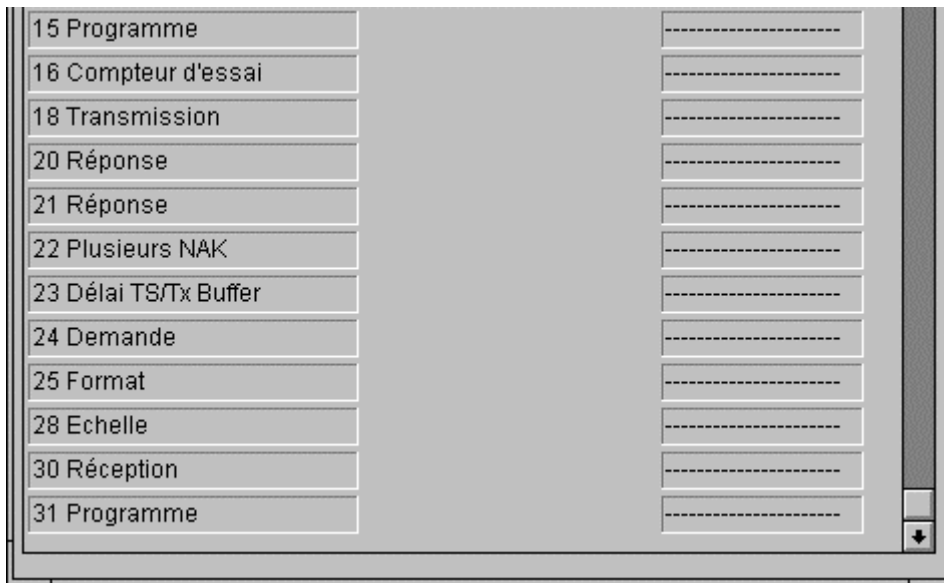 15 Programme ----------------------
16 Compteur d'essai ----------------------
18 Transmission ----------------------
20 Réponse ----------------------
21 Réponse ----------------------
22 Plusieurs NAK ----------------------
23 Délai TS/Tx Buffer ----------------------
24 Demande ----------------------
25 Format ----------------------
28 Echelle ----------------------
30 Réception ----------------------
31 Programme ----------------------